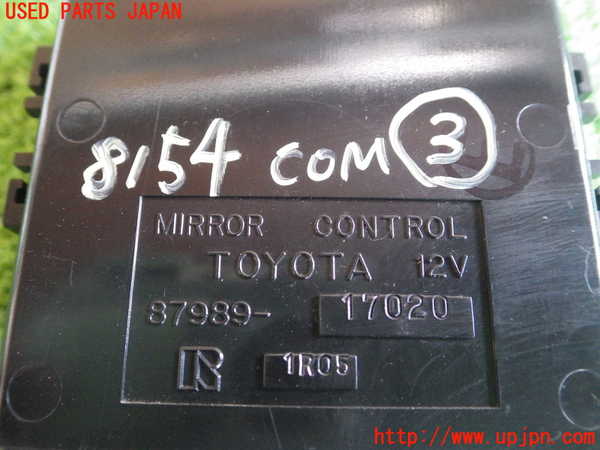 USED PARTS JAPAN
8154 COM 3
MIRROR CONTROL
TOYOTA 12V
87989- 17020
R 1R05
http://www.upjpn.com/